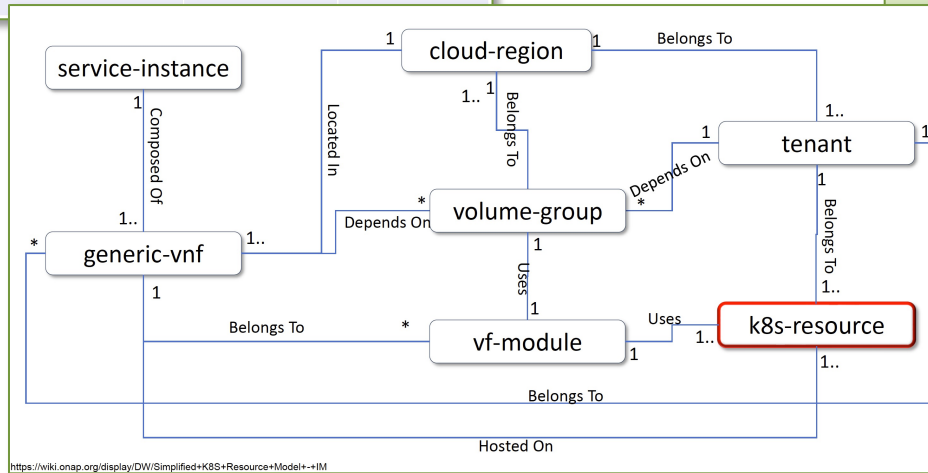 1
cloud-region
1
Belongs To
service-instance
1
1..
1
Belongs To
Located In
1..
1
Composed Of
1
tenant
1
Depends On
*
*
volume-group
1
Depends On
Belongs To
1..
*
generic-vnf
1..
1
Uses
1
1..
Belongs To
*
vf-module
1
Uses
1..
k8s-resource
1..
Belongs To
Hosted On
https://wiki.onap.org/display/DW/Simplified+K8S+Resource+Model+-+IM